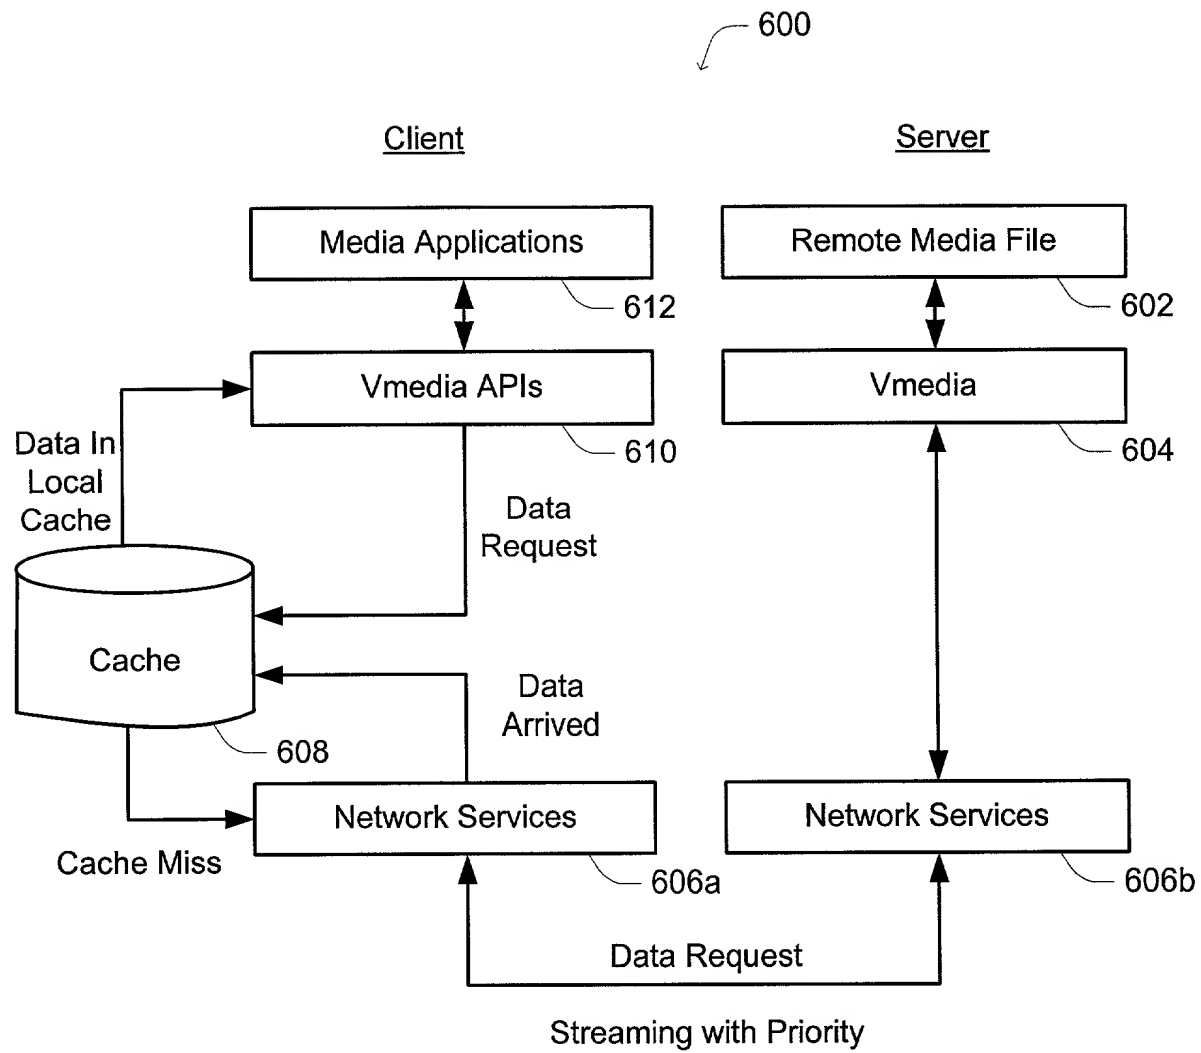 600
Client
Server
Media Applications
Remote Media File
612
602
Vmedia APIs
Vmedia
610
604
Data In
Local
Cache
Data
Request
Cache
Data
Arrived
608
Network Services
Network Services
Cache Miss
606a
606b
Data Request
Streaming with Priority